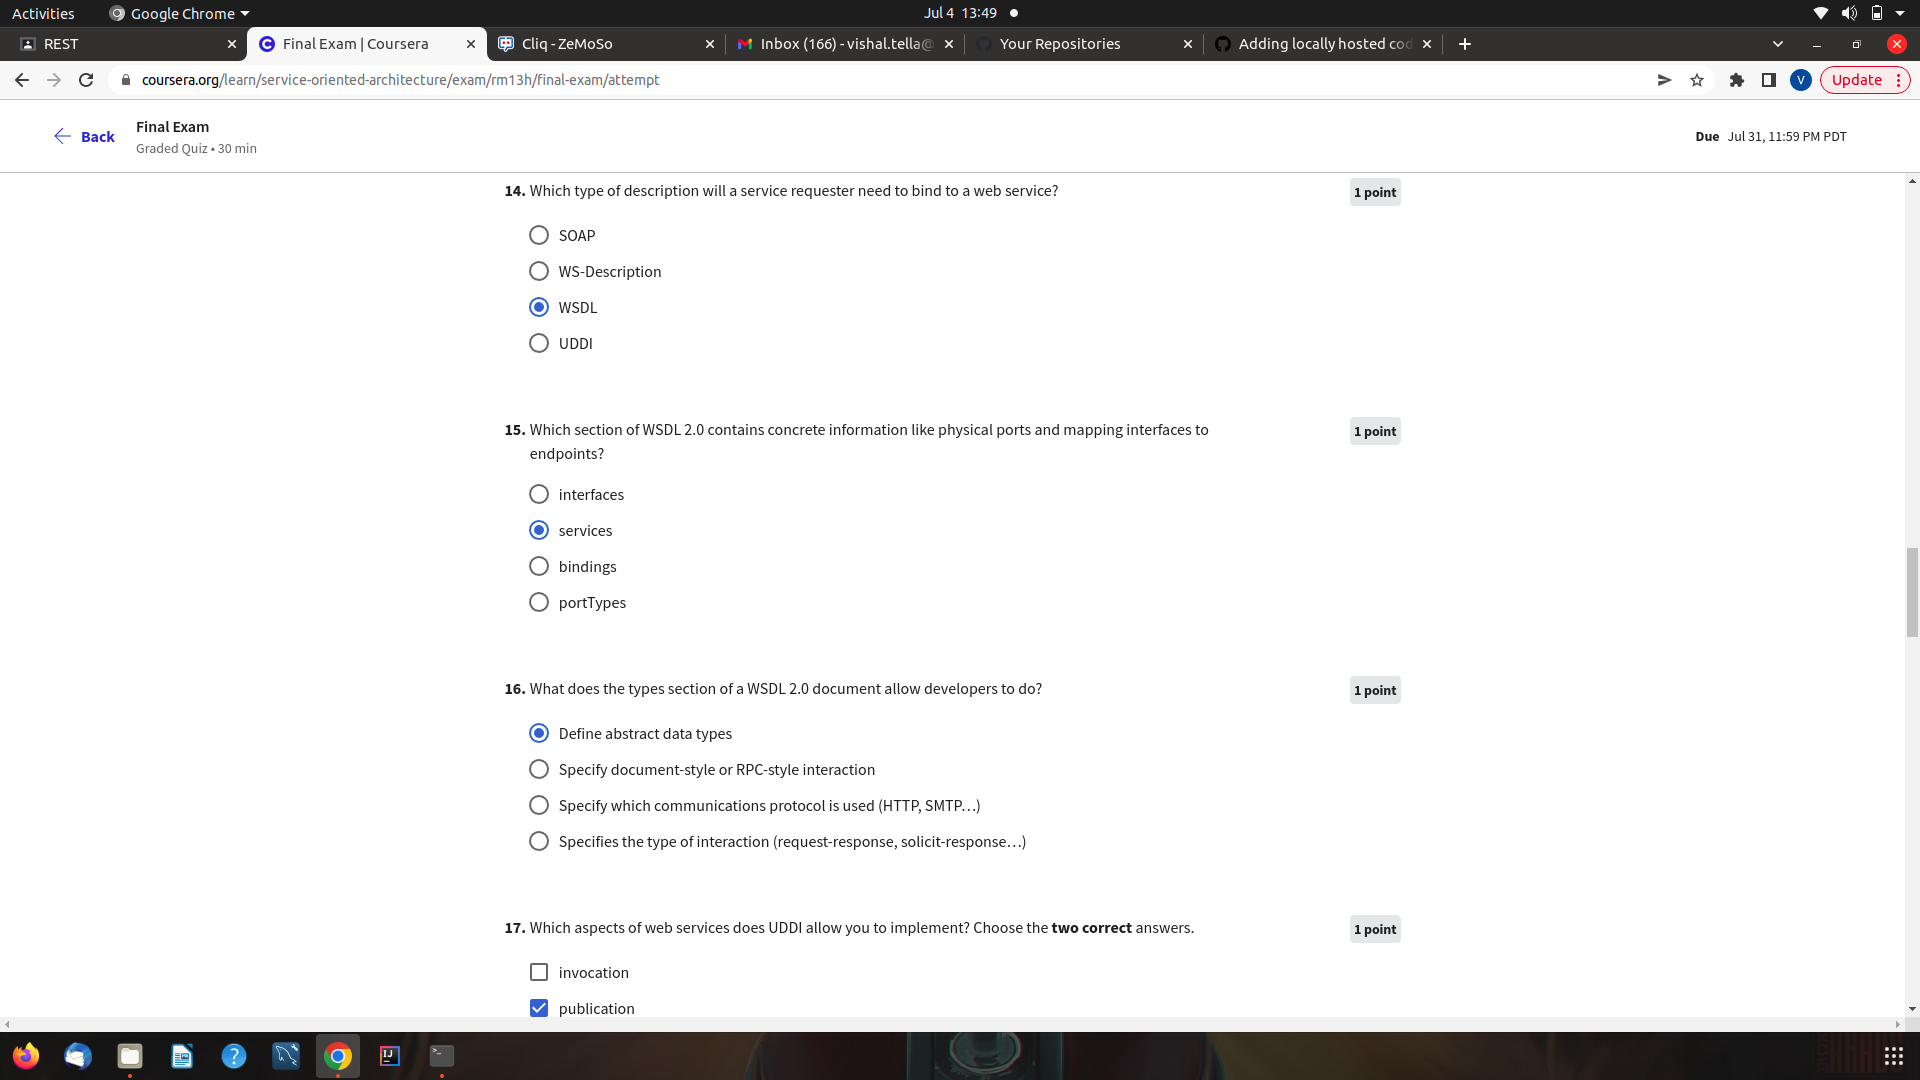 Activities
Google Chrome
Jul 4 13:49
REST
Final Exam | Coursera
Cliq - ZeMoSo
Inbox (166) - vishal.tella@
Your Repositories
Adding locally hosted cod
coursera.org/learn/service-oriented-architecture/exam/rm13h/final-exam/attempt
V
Update
Back
Final Exam
Graded Quiz • 30 min
Due Jul 31, 11:59 PM PDT
14. Which type of description will a service requester need to bind to a web service?
1 point
SOAP
WS-Description
WSDL
UDDI
15. Which section of WSDL 2.0 contains concrete information like physical ports and mapping interfaces to
endpoints?
1 point
interfaces
services
bindings
portTypes
16. What does the types section of a WSDL 2.0 document allow developers to do?
1 point
Define abstract data types
Specify document-style or RPC-style interaction
Specify which communications protocol is used (HTTP, SMTP…)
Specifies the type of interaction (request-response, solicit-response…)
17. Which aspects of web services does UDDI allow you to implement? Choose the two correct answers.
1 point
invocation
publication